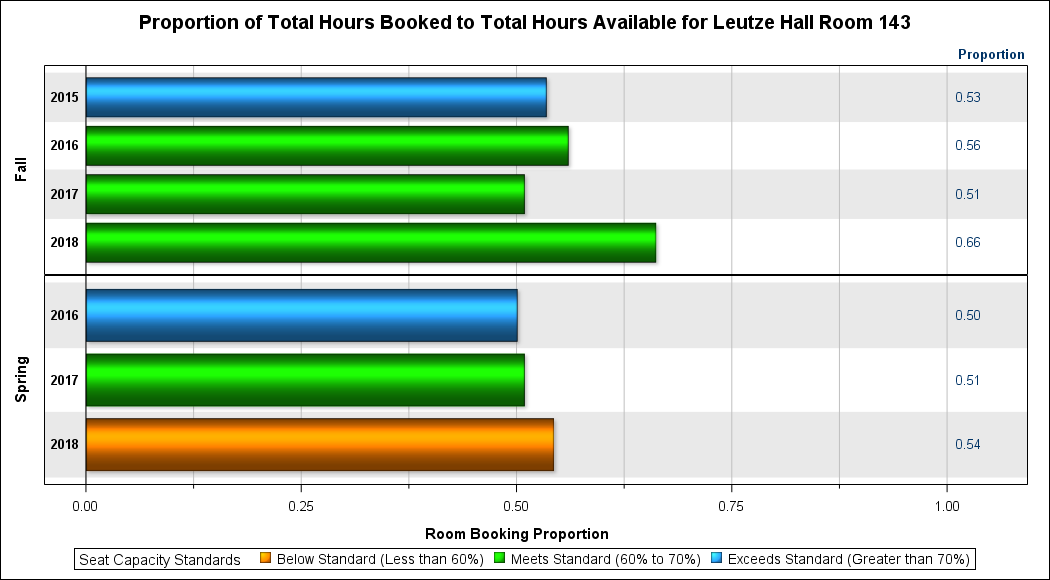 Proportion of Total Hours Booked to Total Hours Available for Leutze Hall Room 143
Proportion
Fall
2015 0.53
2016 0.56
2017 0.51
2018 0.66
Spring
2016 0.50
2017 0.51
2018 0.54
0.00 0.25 0.50 0.75 1.00
Room Booking Proportion
Seat Capacity Standards Below Standard (Less than 60%) Meets Standard (60% to 70%) Exceeds Standard (Greater than 70%)